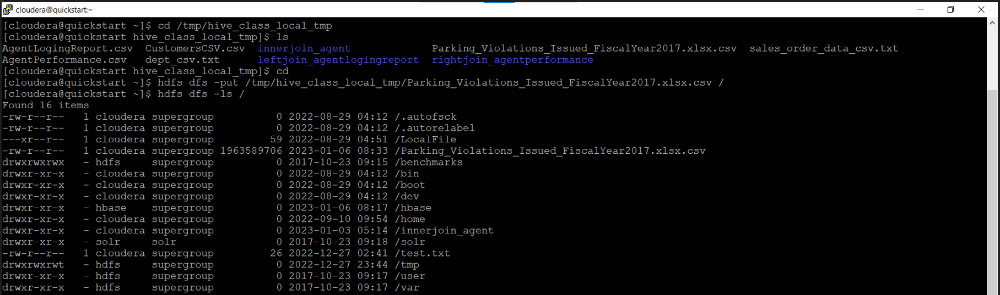 cloudera@quickstart:~
[cloudera@quickstart ~]$ cd /tmp/hive_class_local_tmp
[cloudera@quickstart hive_class_local_tmp]$ ls
AgentLogingReport.csv  CustomersCSV.csv  innerjoin_agent             Parking_Violations_Issued_FiscalYear2017.xlsx.csv  sales_order_data_csv.txt
AgentPerformance.csv   dept_csv.txt      leftjoin_agentlogingreport  rightjoin_agentperformance
[cloudera@quickstart hive_class_local_tmp]$ cd
[cloudera@quickstart ~]$ hdfs dfs -put /tmp/hive_class_local_tmp/Parking_Violations_Issued_FiscalYear2017.xlsx.csv /
[cloudera@quickstart ~]$ hdfs dfs -ls /
Found 16 items
-rw-r--r--   1 cloudera supergroup          0 2022-08-29 04:12 /.autofsck
-rw-r--r--   1 cloudera supergroup          0 2022-08-29 04:12 /.autorelabel
---xr--r--   1 cloudera supergroup         59 2022-08-29 04:51 /LocalFile
-rw-r--r--   1 cloudera supergroup 1963589706 2023-01-06 08:33 /Parking_Violations_Issued_FiscalYear2017.xlsx.csv
drwxrwxrwx   - hdfs     supergroup          0 2017-10-23 09:15 /benchmarks
drwxr-xr-x   - cloudera supergroup          0 2022-08-29 04:12 /bin
drwxr-xr-x   - cloudera supergroup          0 2022-08-29 04:12 /boot
drwxr-xr-x   - cloudera supergroup          0 2022-08-29 04:12 /dev
drwxr-xr-x   - hbase    supergroup          0 2023-01-06 08:17 /hbase
drwxr-xr-x   - cloudera supergroup          0 2022-09-10 09:54 /home
drwxr-xr-x   - cloudera supergroup          0 2023-01-03 05:14 /innerjoin_agent
drwxr-xr-x   - solr     solr                0 2017-10-23 09:18 /solr
-rw-r--r--   1 cloudera supergroup         26 2022-12-27 02:41 /test.txt
drwxrwxrwt   - hdfs     supergroup          0 2022-12-27 23:44 /tmp
drwxr-xr-x   - hdfs     supergroup          0 2017-10-23 09:17 /user
drwxr-xr-x   - hdfs     supergroup          0 2017-10-23 09:17 /var